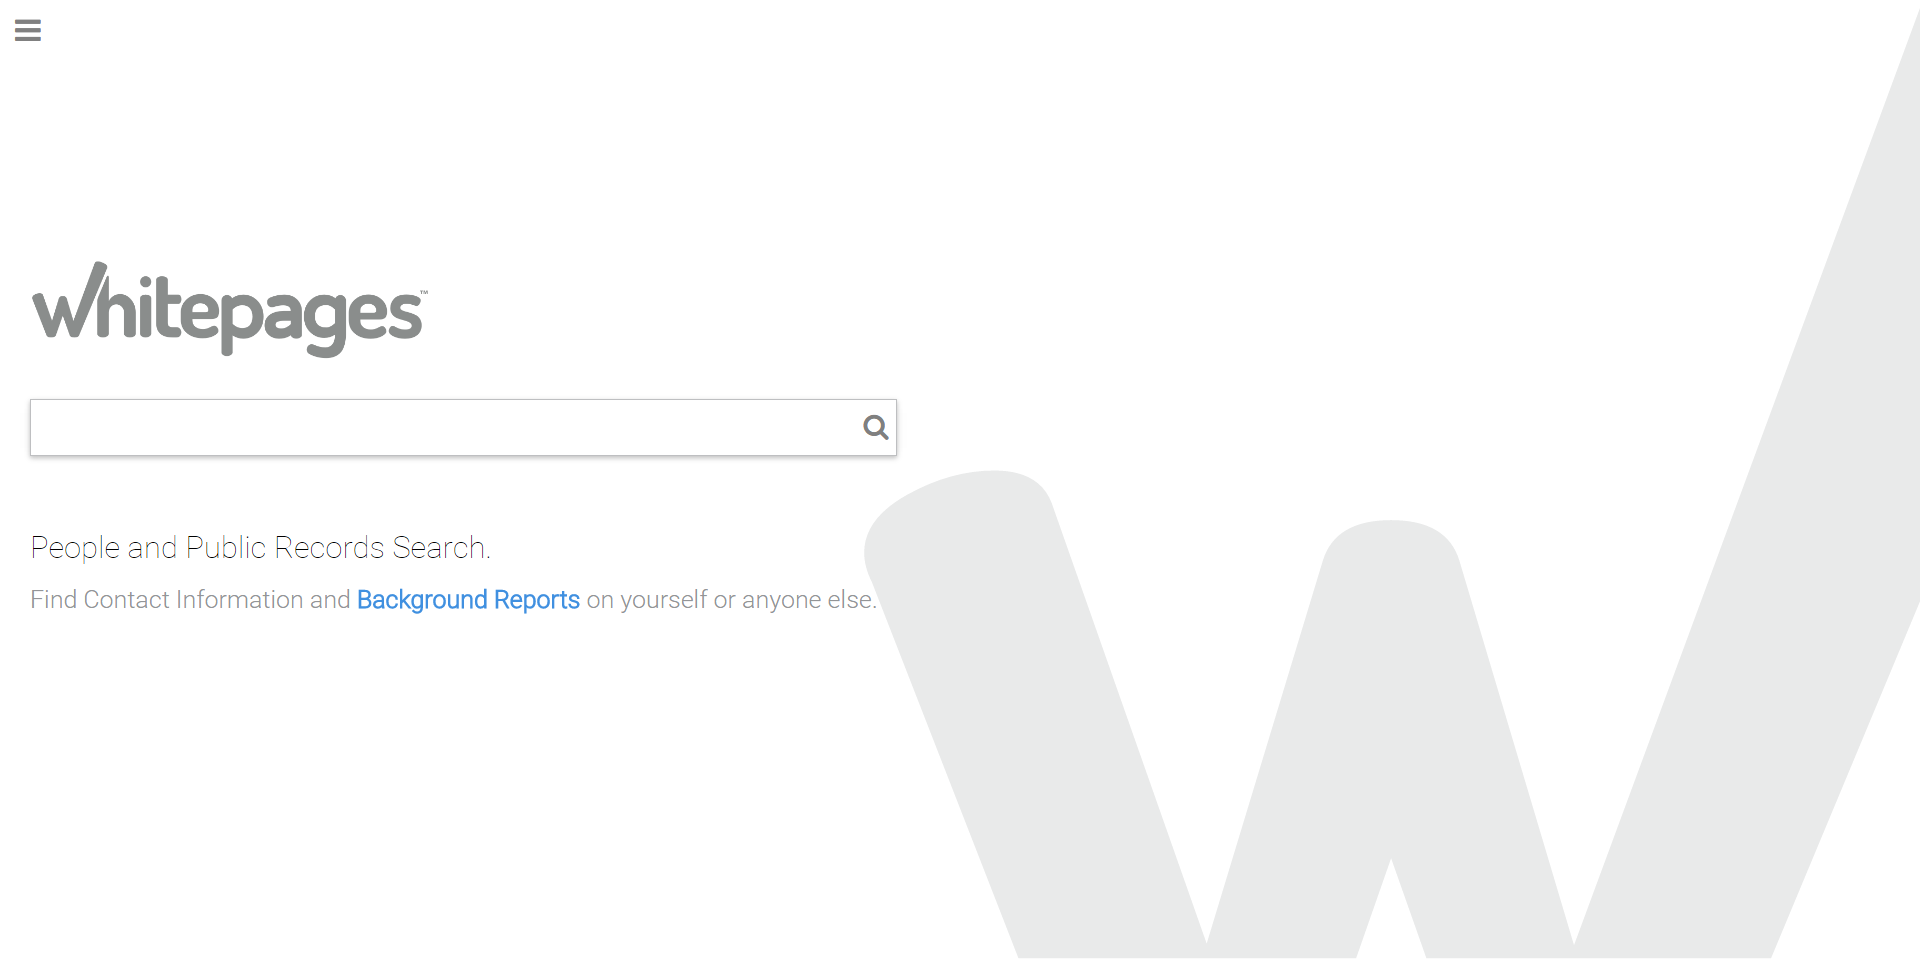 whitepages™
People and Public Records Search.
Find Contact Information and Background Reports on yourself or anyone else.